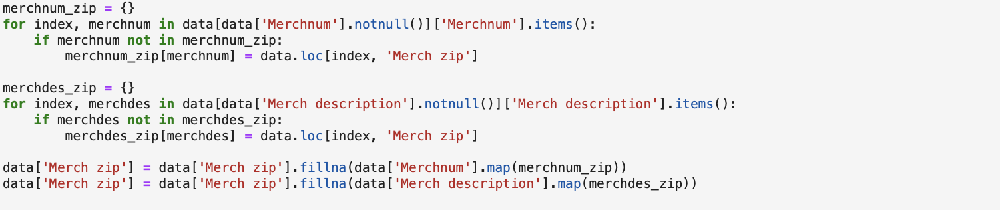 merchnum_zip = {}
for index, merchnum in data[data['Merchnum'].notnull()]['Merchnum'].items():
    if merchnum not in merchnum_zip:
        merchnum_zip[merchnum] = data.loc[index, 'Merch zip']

merchdes_zip = {}
for index, merchdes in data[data['Merch description'].notnull()]['Merch description'].items():
    if merchdes not in merchdes_zip:
        merchdes_zip[merchdes] = data.loc[index, 'Merch zip']

data['Merch zip'] = data['Merch zip'].fillna(data['Merchnum'].map(merchnum_zip))
data['Merch zip'] = data['Merch zip'].fillna(data['Merch description'].map(merchdes_zip))